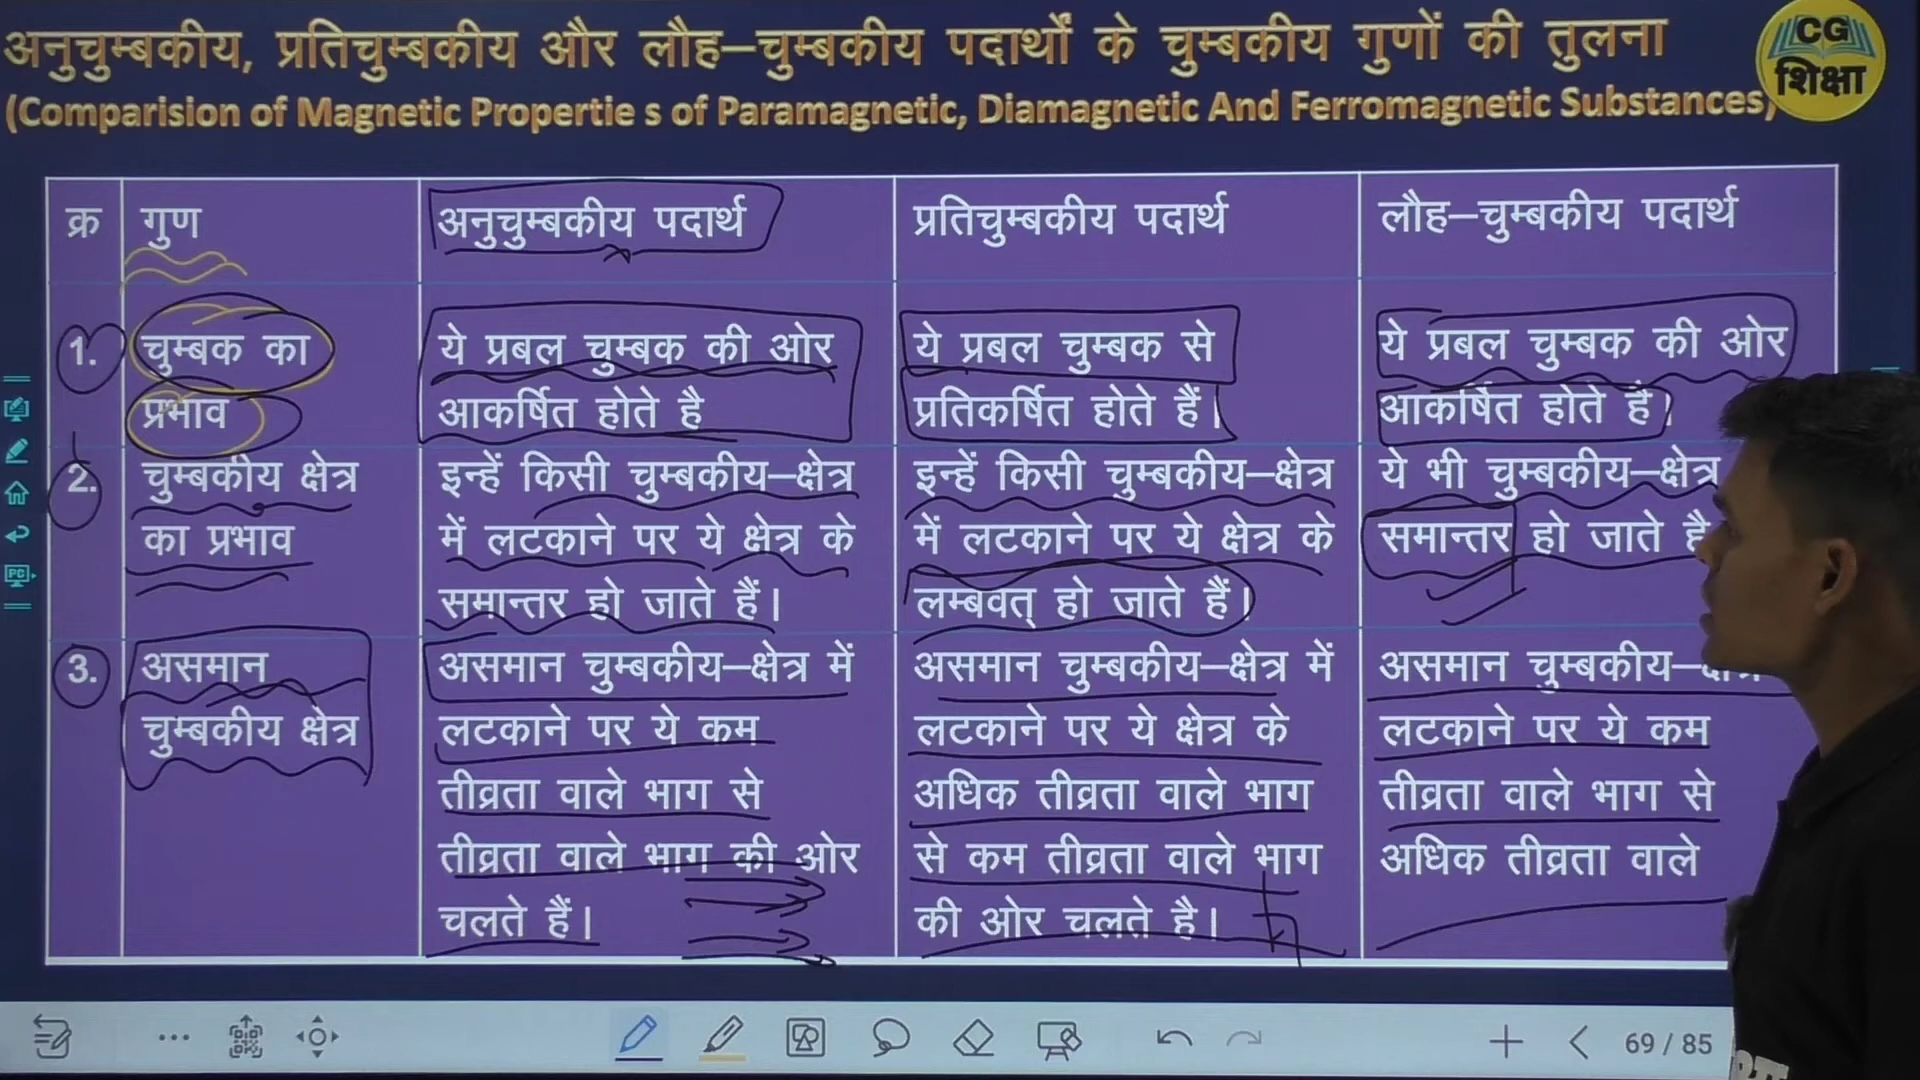 अनुचुम्बकीय, प्रतिचुम्बकीय और लौह–चुम्बकीय पदार्थों के चुम्बकीय गुणों की तुलना
(Comparision of Magnetic Propertie s of Paramagnetic, Diamagnetic And Ferromagnetic Substances)
CG
शिक्षा
क्र
गुण
अनुचुम्बकीय पदार्थ
प्रतिचुम्बकीय पदार्थ
लौह–चुम्बकीय पदार्थ
1.
चुम्बक का
प्रभाव
ये प्रबल चुम्बक की ओर
आकर्षित होते है
ये प्रबल चुम्बक से
प्रतिकर्षित होते हैं।
ये प्रबल चुम्बक की ओर
आकर्षित होते हैं।
2.
चुम्बकीय क्षेत्र
का प्रभाव
इन्हें किसी चुम्बकीय–क्षेत्र
में लटकाने पर ये क्षेत्र के
समान्तर हो जाते हैं।
इन्हें किसी चुम्बकीय–क्षेत्र
में लटकाने पर ये क्षेत्र के
लम्बवत् हो जाते हैं।
ये भी चुम्बकीय–क्षेत्र
समान्तर हो जाते
3.
असमान
चुम्बकीय क्षेत्र
असमान चुम्बकीय–क्षेत्र में
लटकाने पर ये कम
तीव्रता वाले भाग से
तीव्रता वाले भाग की ओर
चलते हैं।
असमान चुम्बकीय–क्षेत्र में
लटकाने पर ये क्षेत्र के
अधिक तीव्रता वाले भाग
से कम तीव्रता वाले भाग
की ओर चलते है।
असमान चुम्बकीय–
लटकाने पर ये कम
तीव्रता वाले भाग से
अधिक तीव्रता वाले
PC
69 / 85